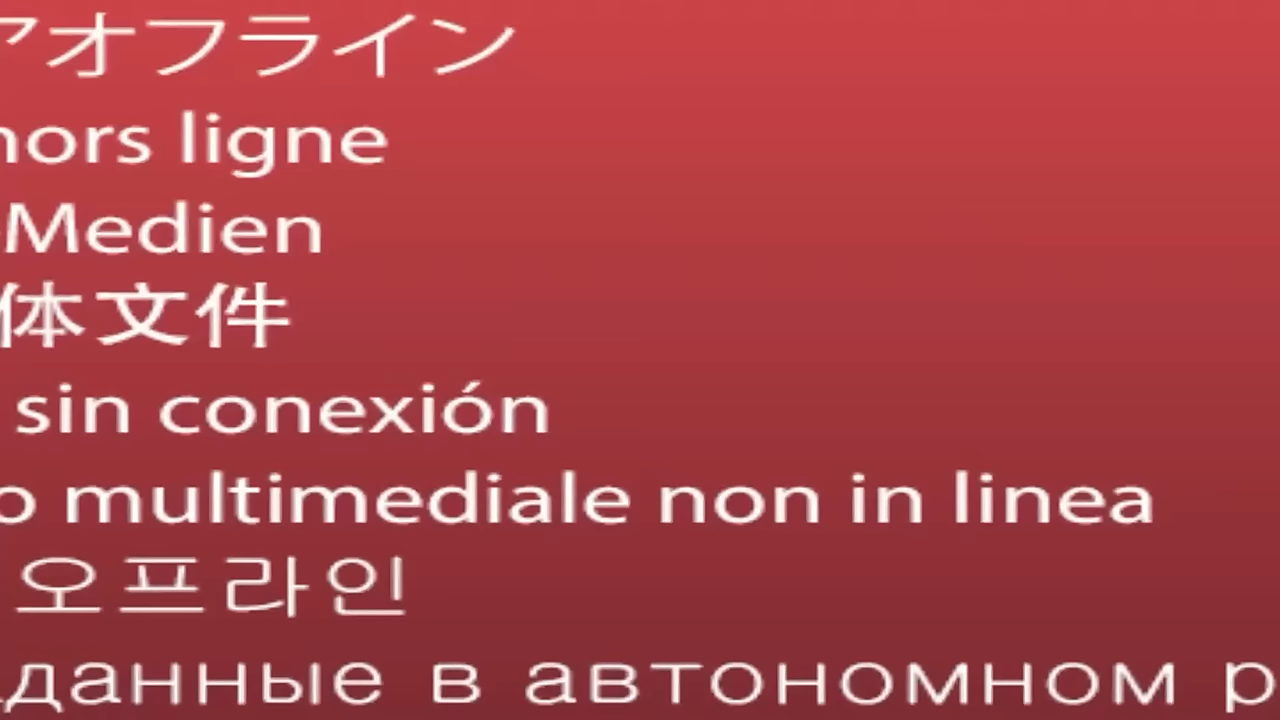 アオフライン
hors ligne
Medien
体文件
sin conexión
o multimediale non in linea
오프라인
данные в автономном р